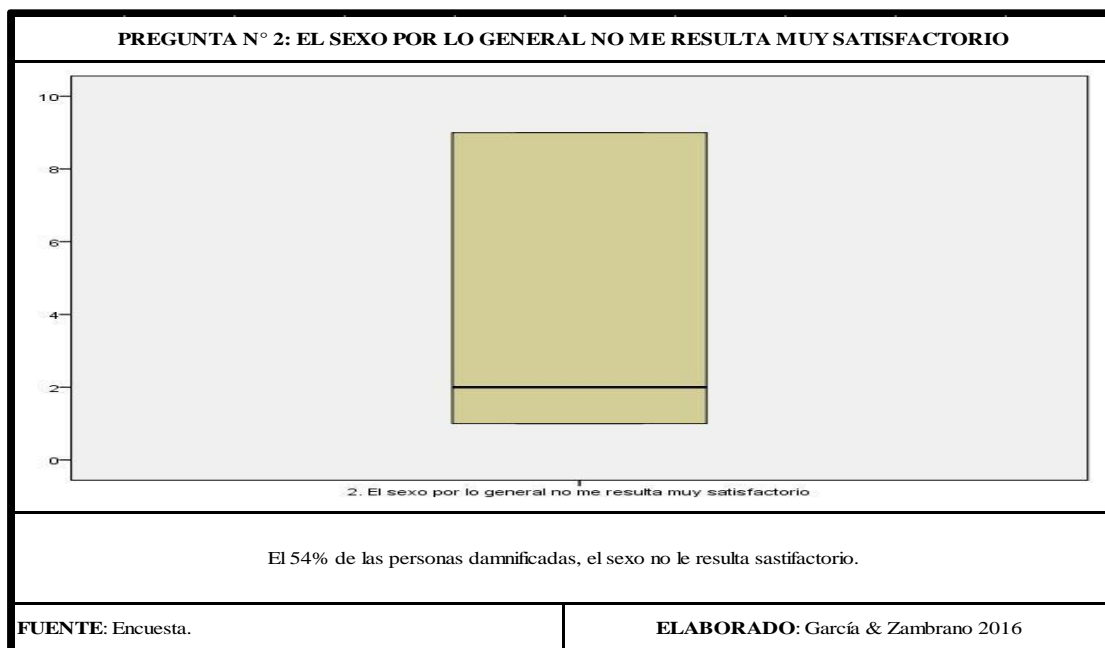 PREGUNTA N° 2: EL SEXO POR LO GENERAL NO ME RESULTA MUY SATISFACTORIO
10
8
6
4
2
0
2. El sexo por lo general no me resulta muy satisfactorio
El 54% de las personas damnificadas, el sexo no le resulta sastifactorio.
FUENTE: Encuesta.
ELABORADO: García & Zambrano 2016